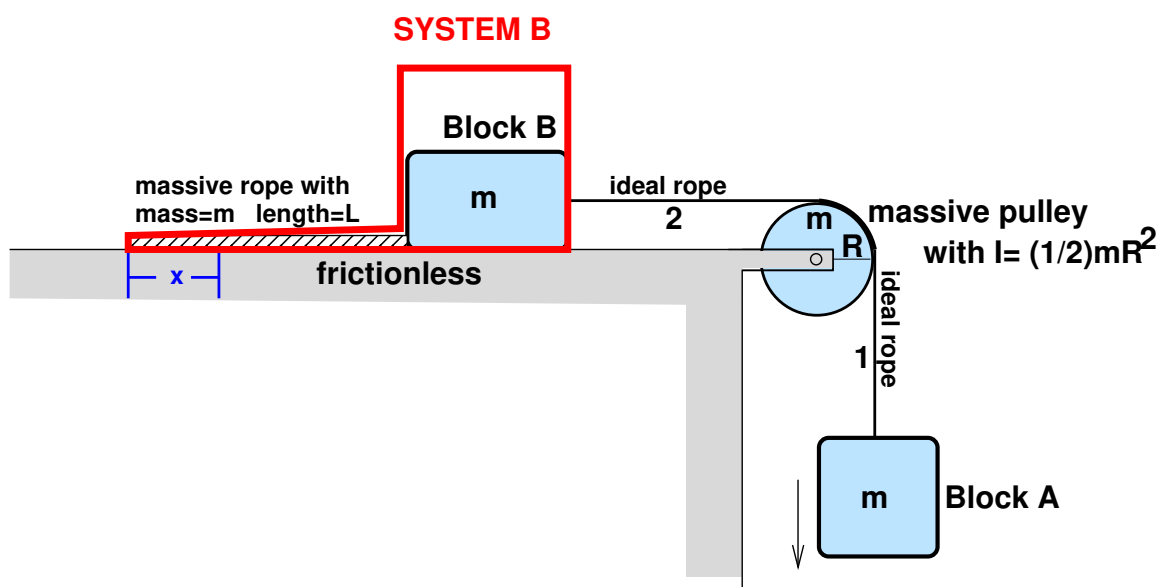 SYSTEM B
Block B
massive rope with
mass=m length=L
m
ideal rope
2
m
massive pulley
R
with I= (1/2)mR2
x
frictionless
ideal rope
1
m
Block A